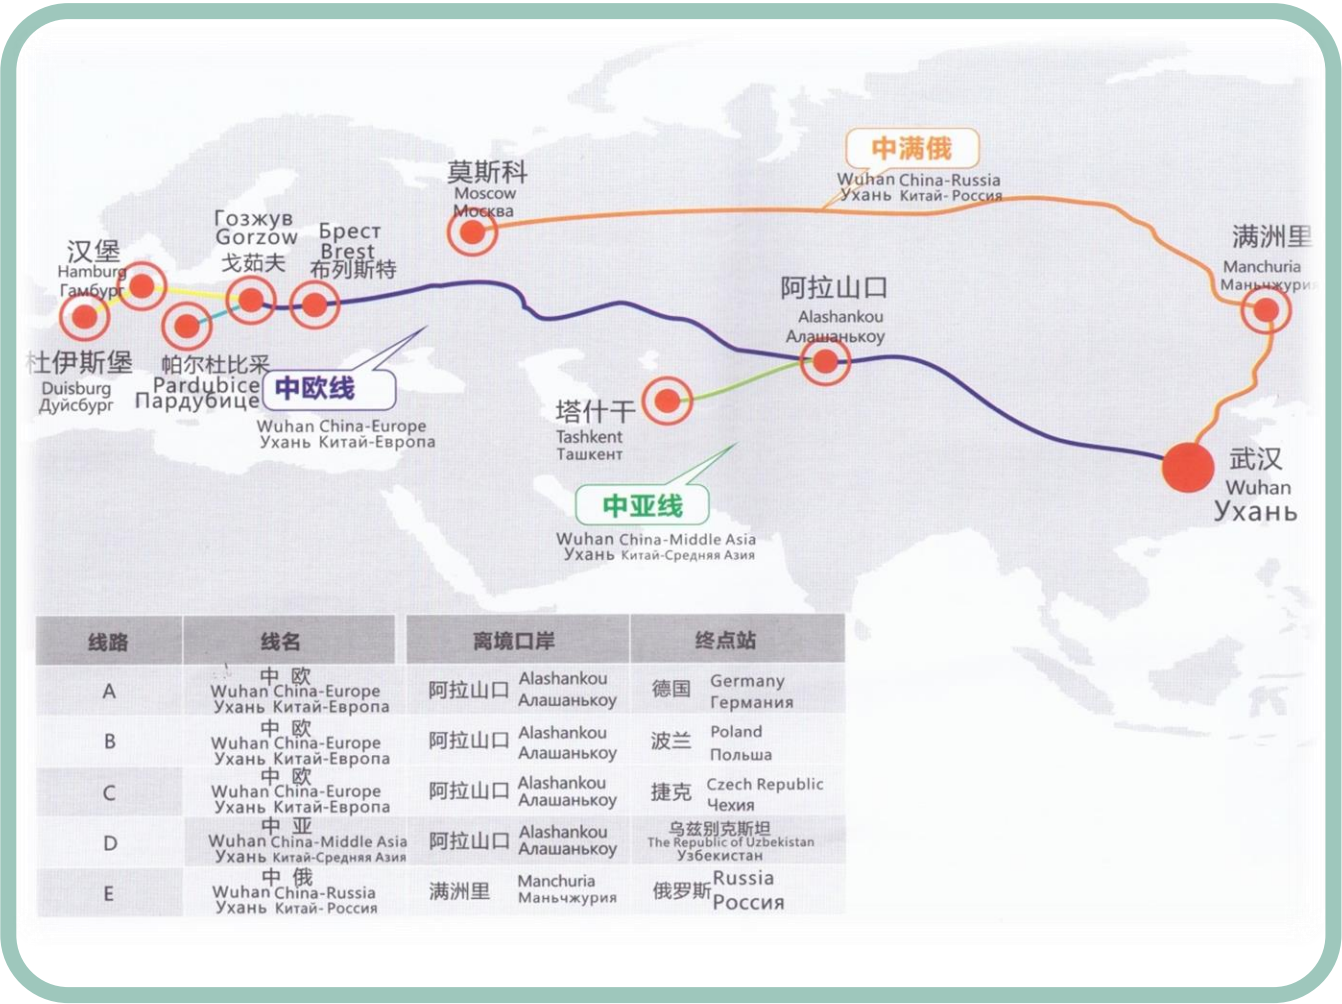 中满俄
Wuhan China-Russia
Ухань Китай- Россия
莫斯科
Moscow
Москва
满洲里
Manchuria
Маньчжурия
Гозжув
Gorzow
戈茹夫
Брест
Brest
布列斯特
汉堡
Hamburg
Гамбург
阿拉山口
Alashankou
Алашанькоу
杜伊斯堡
Duisburg
Дуйсбург
帕尔杜比采
Pardubice
Пардубице
中欧线
Wuhan China-Europe
Ухань Китай-Европа
塔什干
Tashkent
Ташкент
武汉
Wuhan
Ухань
中亚线
Wuhan China-Middle Asia
Ухань Китай-Средняя Азия
线路 线名 离境口岸 终点站
A
中 欧
Wuhan China-Europe
Ухань Китай-Европа
阿拉山口
Alashankou
Алашанькоу
德国
Germany
Германия
B
中 欧
Wuhan China-Europe
Ухань Китай-Европа
阿拉山口
Alashankou
Алашанькоу
波兰
Poland
Польша
C
中 欧
Wuhan China-Europe
Ухань Китай-Европа
阿拉山口
Alashankou
Алашанькоу
捷克
Czech Republic
Чехия
D
中 亚
Wuhan China-Middle Asia
Ухань Китай-Средняя Азия
阿拉山口
Alashankou
Алашанькоу
乌兹别克斯坦
The Republic of Uzbekistan
Узбекистан
E
中 俄
Wuhan China-Russia
Ухань Китай- Россия
满洲里
Manchuria
Маньчжурия
俄罗斯
Russia
Россия